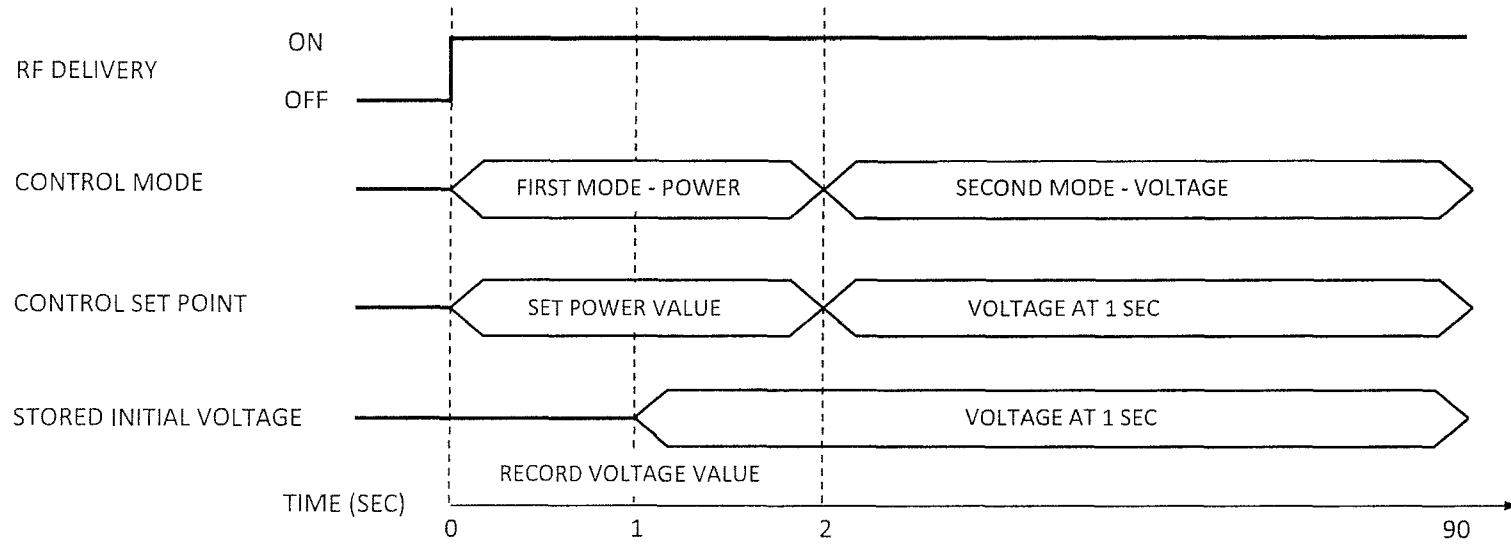 ON
RF DELIVERY
OFF
CONTROL MODE FIRST MODE - POWER SECOND MODE - VOLTAGE
CONTROL SET POINT SET POWER VALUE VOLTAGE AT 1 SEC
STORED INITIAL VOLTAGE VOLTAGE AT 1 SEC
RECORD VOLTAGE VALUE
TIME (SEC)
0 1 2 90